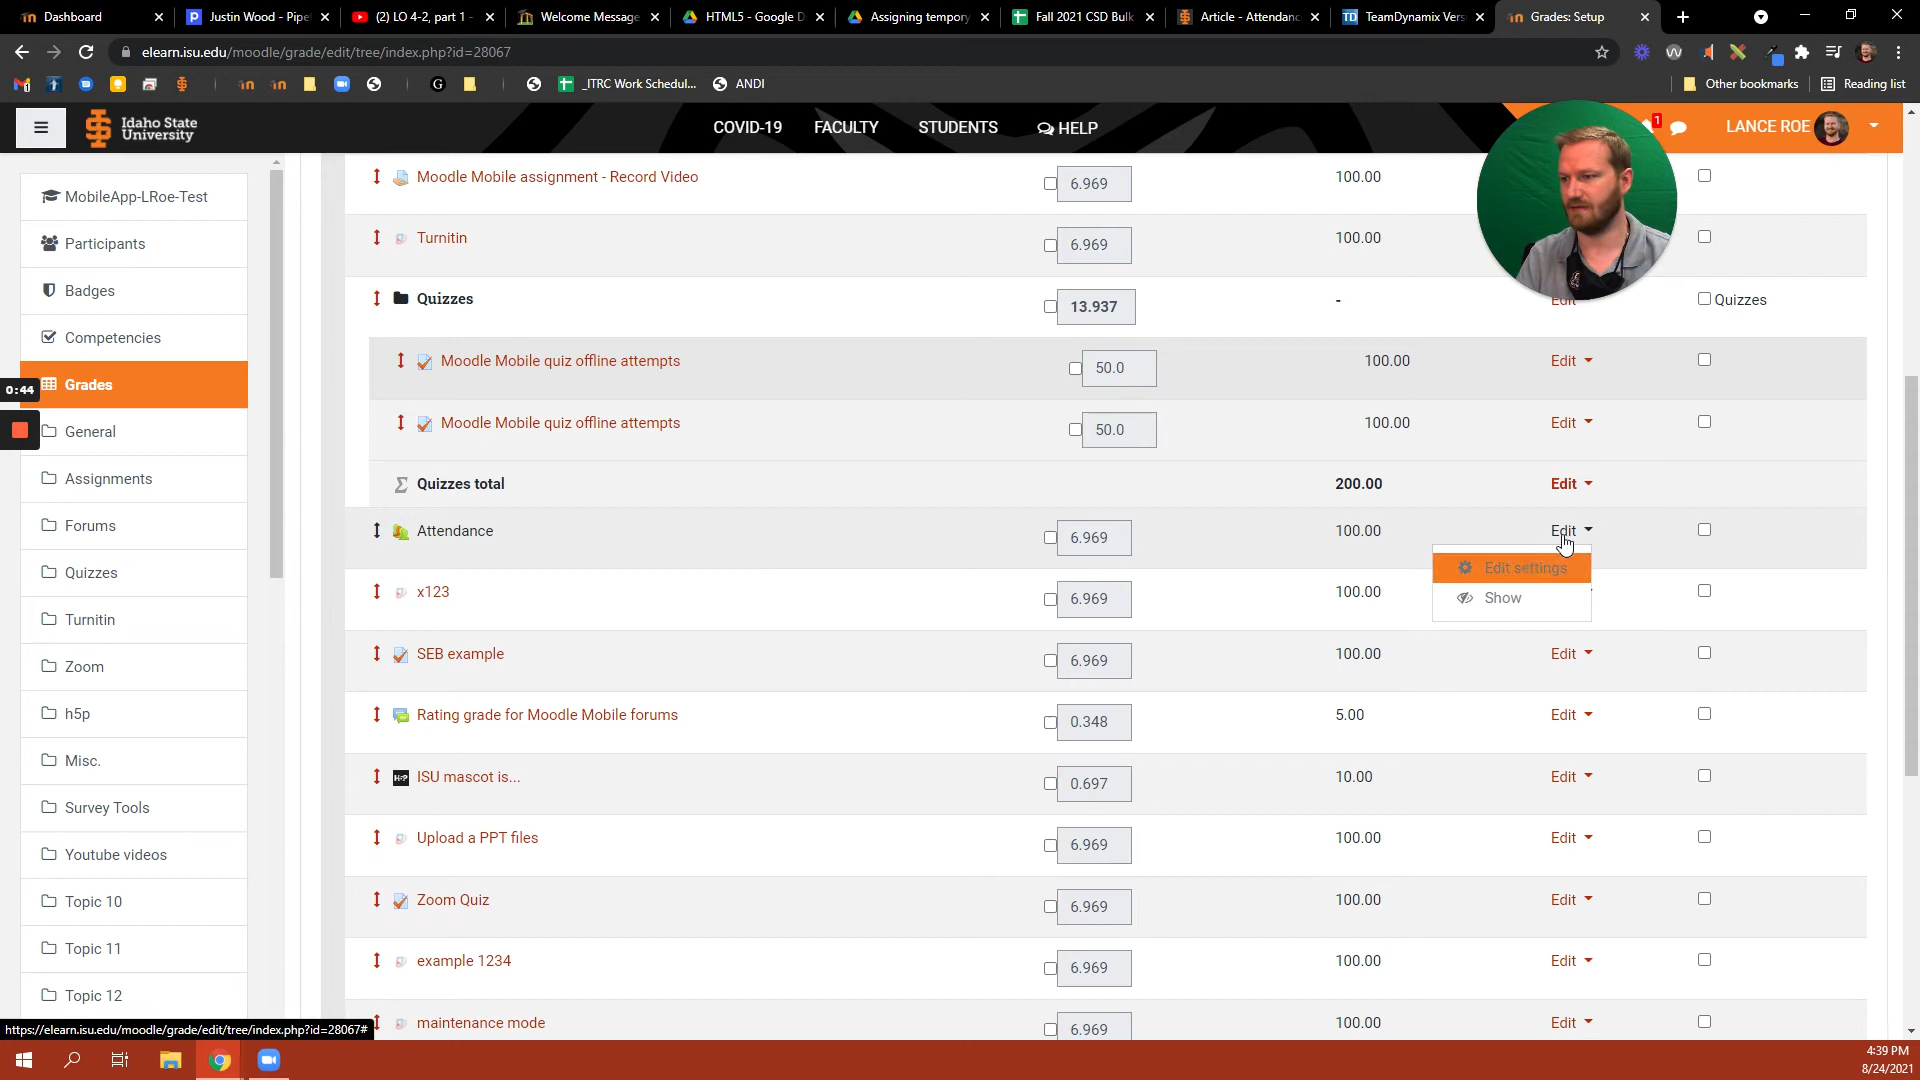 Dashboard
Justin Wood - Pipe
(2) LO 4-2, part 1 -
Welcome Message
HTML5 - Google D
Assigning tempory
Fall 2021 CSD Bulk
Article - Attendanc
TeamDynamix Vers
Grades: Setup
elearn.isu.edu/moodle/grade/edit/tree/index.php?id=28067
_ITRC Work Schedul...
ANDI
Other bookmarks
Reading list
Idaho State
University
COVID-19
FACULTY
STUDENTS
HELP
1
LANCE ROE
MobileApp-LRoe-Test
Participants
Badges
Competencies
0:44
Grades
General
Assignments
Forums
Quizzes
Turnitin
Zoom
h5p
Misc.
Survey Tools
Youtube videos
Topic 10
Topic 11
Topic 12
Moodle Mobile assignment - Record Video 6.969 100.00
Turnitin 6.969 100.00
Quizzes 13.937 - Edit Quizzes
Moodle Mobile quiz offline attempts 50.0 100.00 Edit
Moodle Mobile quiz offline attempts 50.0 100.00 Edit
Quizzes total 200.00 Edit
Attendance 6.969 100.00 Edit
Edit settings
Show
x123 6.969 100.00
SEB example 6.969 100.00 Edit
Rating grade for Moodle Mobile forums 0.348 5.00 Edit
H-P ISU mascot is... 0.697 10.00 Edit
Upload a PPT files 6.969 100.00 Edit
Zoom Quiz 6.969 100.00 Edit
example 1234 6.969 100.00 Edit
maintenance mode 6.969 100.00 Edit
https://elearn.isu.edu/moodle/grade/edit/tree/index.php?id=28067#
4:39 PM
8/24/2021